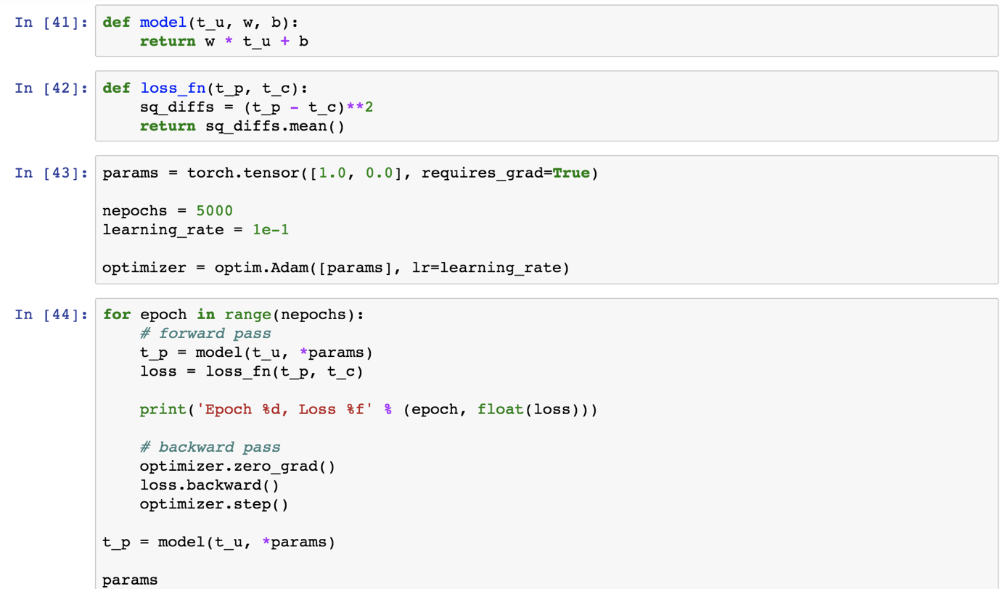 In [41]: def model(t_u, w, b):
    return w * t_u + b
In [42]: def loss_fn(t_p, t_c):
    sq_diffs = (t_p - t_c)**2
    return sq_diffs.mean()
In [43]: params = torch.tensor([1.0, 0.0], requires_grad=True)
nepochs = 5000
learning_rate = 1e-1
optimizer = optim.Adam([params], lr=learning_rate)
In [44]: for epoch in range(nepochs):
    # forward pass
    t_p = model(t_u, *params)
    loss = loss_fn(t_p, t_c)
    print('Epoch %d, Loss %f' % (epoch, float(loss)))
    # backward pass
    optimizer.zero_grad()
    loss.backward()
    optimizer.step()
t_p = model(t_u, *params)
params